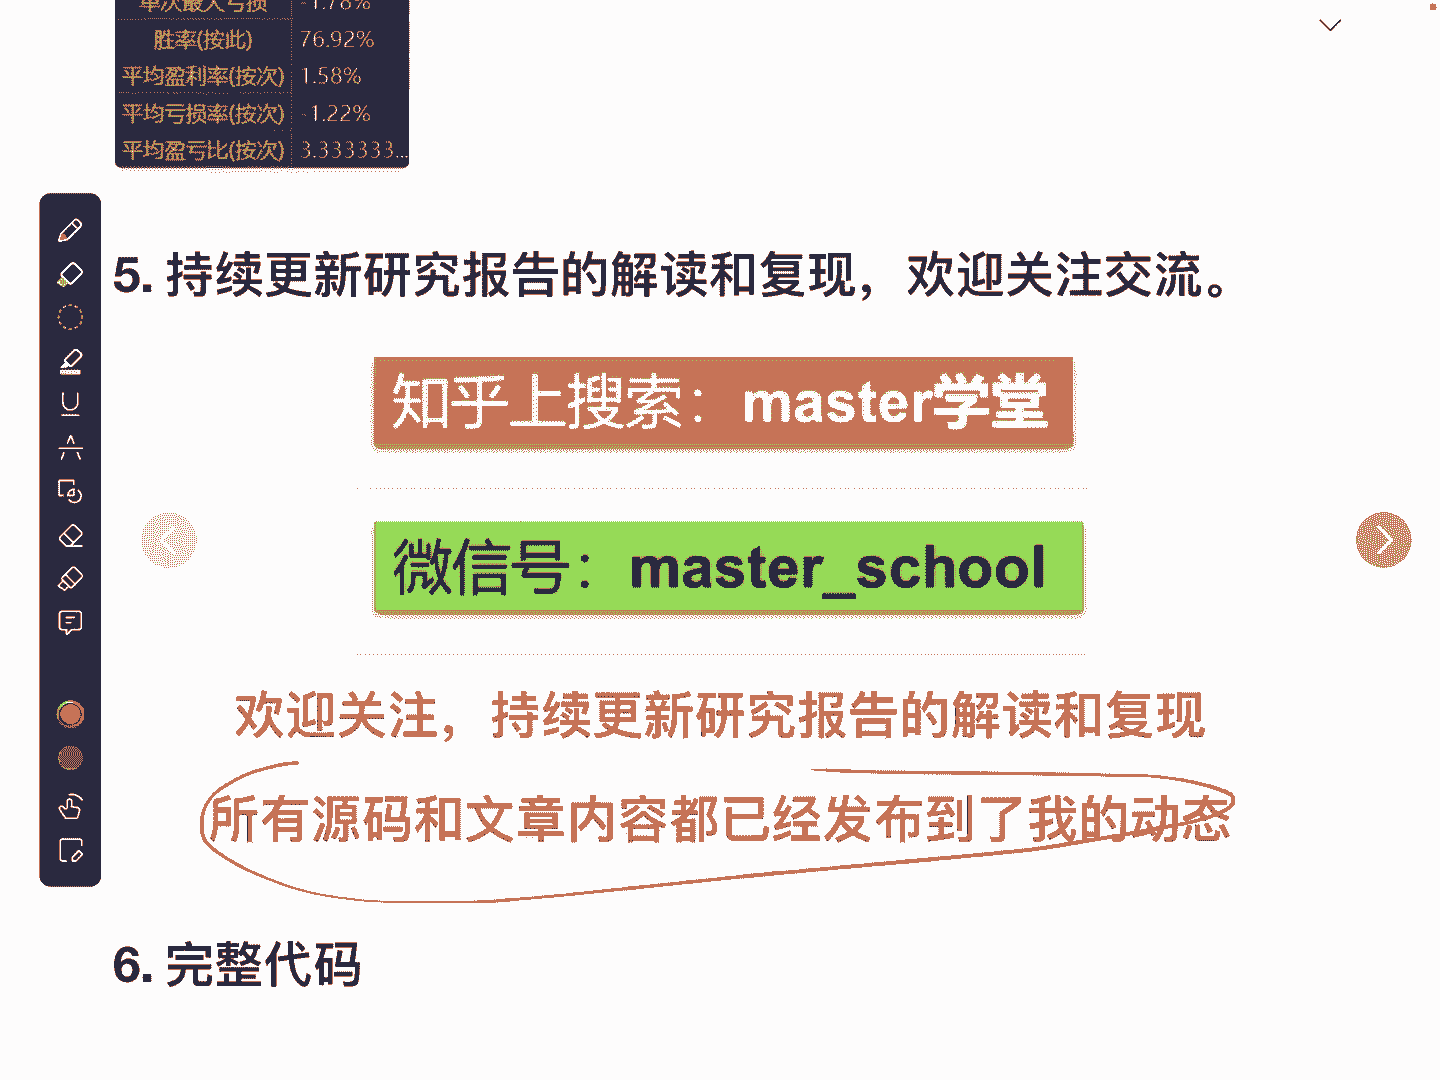 单次最大亏损 -1.78%
胜率(按此) 76.92%
平均盈利率(按次) 1.58%
平均亏损率(按次) -1.22%
平均盈亏比(按次) 3.333333...
5. 持续更新研究报告的解读和复现，欢迎关注交流。
知乎上搜索：master学堂
微信号：master_school
欢迎关注，持续更新研究报告的解读和复现
所有源码和文章内容都已经发布到了我的动态
6. 完整代码